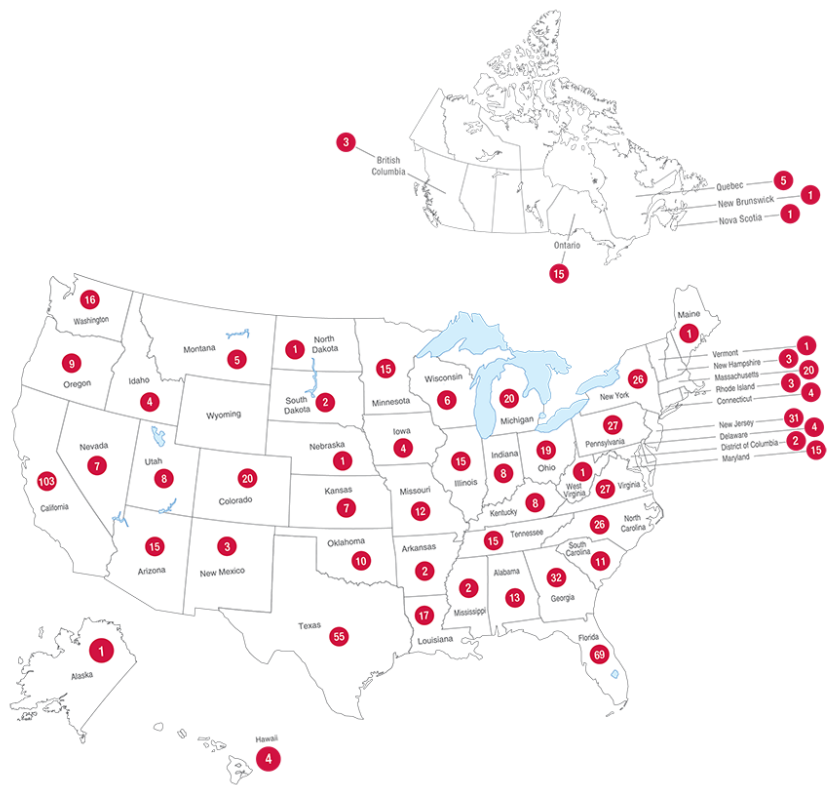 3
British
Columbia
Quebec 5
New Brunswick 1
Nova Scotia 1
Ontario
15
16
Washington
9
Oregon
Idaho
4
Montana
5
Wyoming
1 North
Dakota
South
Dakota 2
15
Minnesota
Wisconsin
6
20
Michigan
Maine
1
Vermont 1
New Hampshire 3
Massachusetts 20
Rhode Island 3
Connecticut 4
New York
26
27
Pennsylvania
New Jersey 31
Delaware 4
District of Columbia 2
Maryland 15
103
California
Nevada
7
Utah
8
20
Colorado
Nebraska
1
Kansas
7
Iowa
4
Missouri
12
15
Illinois
Indiana
8
19
Ohio
1
West
Virginia
27 Virginia
Kentucky 8
15 Tennessee
26 North
Carolina
South
Carolina
11
15
Arizona
3
New Mexico
Oklahoma
10
Arkansas
2
Texas
55
17
Louisiana
2
Mississippi
Alabama
13
32
Georgia
Florida
69
1
Alaska
Hawaii
4